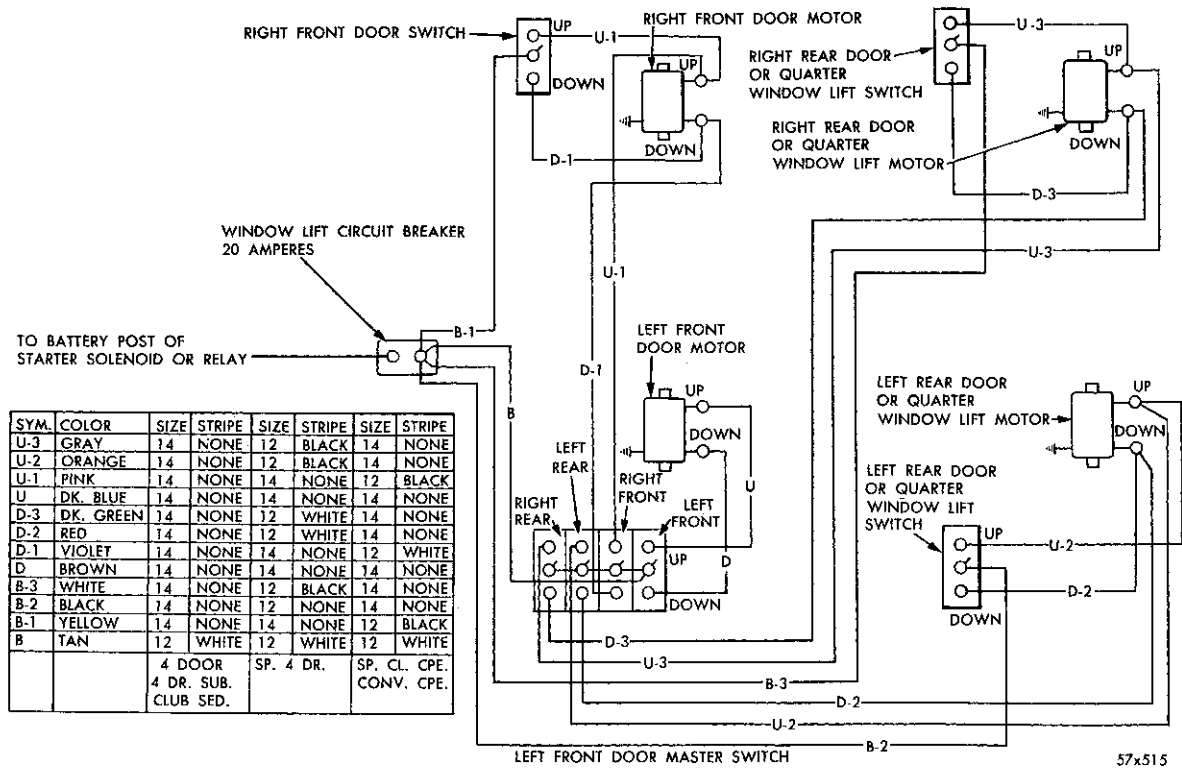 RIGHT FRONT DOOR SWITCH
UP
DOWN
U-1
D-1
RIGHT FRONT DOOR MOTOR
UP
DOWN
RIGHT REAR DOOR
OR QUARTER
WINDOW LIFT SWITCH
U-3
UP
DOWN
RIGHT REAR DOOR
OR QUARTER
WINDOW LIFT MOTOR
D-3
WINDOW LIFT CIRCUIT BREAKER
20 AMPERES
U-1
U-3
TO BATTERY POST OF
STARTER SOLENOID OR RELAY
B-1
B
D-1
LEFT FRONT
DOOR MOTOR
UP
DOWN
U
D
LEFT REAR DOOR
OR QUARTER
WINDOW LIFT MOTOR
UP
DOWN
LEFT REAR DOOR
OR QUARTER
WINDOW LIFT
SWITCH
UP
DOWN
U-2
D-2
RIGHT
REAR
LEFT
REAR
RIGHT
FRONT
LEFT
FRONT
UP
DOWN
D-3
U-3
B-3
D-2
U-2
B-2
SYM. COLOR SIZE STRIPE SIZE STRIPE SIZE STRIPE
U-3 GRAY 14 NONE 12 BLACK 14 NONE
U-2 ORANGE 14 NONE 12 BLACK 14 NONE
U-1 PINK 14 NONE 14 NONE 12 BLACK
U DK. BLUE 14 NONE 14 NONE 14 NONE
D-3 DK. GREEN 14 NONE 12 WHITE 14 NONE
D-2 RED 14 NONE 12 WHITE 14 NONE
D-1 VIOLET 14 NONE 14 NONE 12 WHITE
D BROWN 14 NONE 14 NONE 14 NONE
B-3 WHITE 14 NONE 12 BLACK 14 NONE
B-2 BLACK 14 NONE 12 NONE 14 NONE
B-1 YELLOW 14 NONE 14 NONE 12 BLACK
B TAN 12 WHITE 12 WHITE 12 WHITE
4 DOOR SP. 4 DR. SP. CL. CPE.
4 DR. SUB. CONV. CPE.
CLUB SED.
LEFT FRONT DOOR MASTER SWITCH
57x515